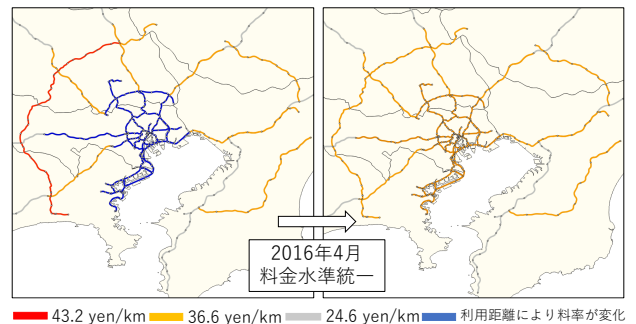 2016年4月
料金水準統一
43.2 yen/km
36.6 yen/km
24.6 yen/km
利用距離により料率が変化